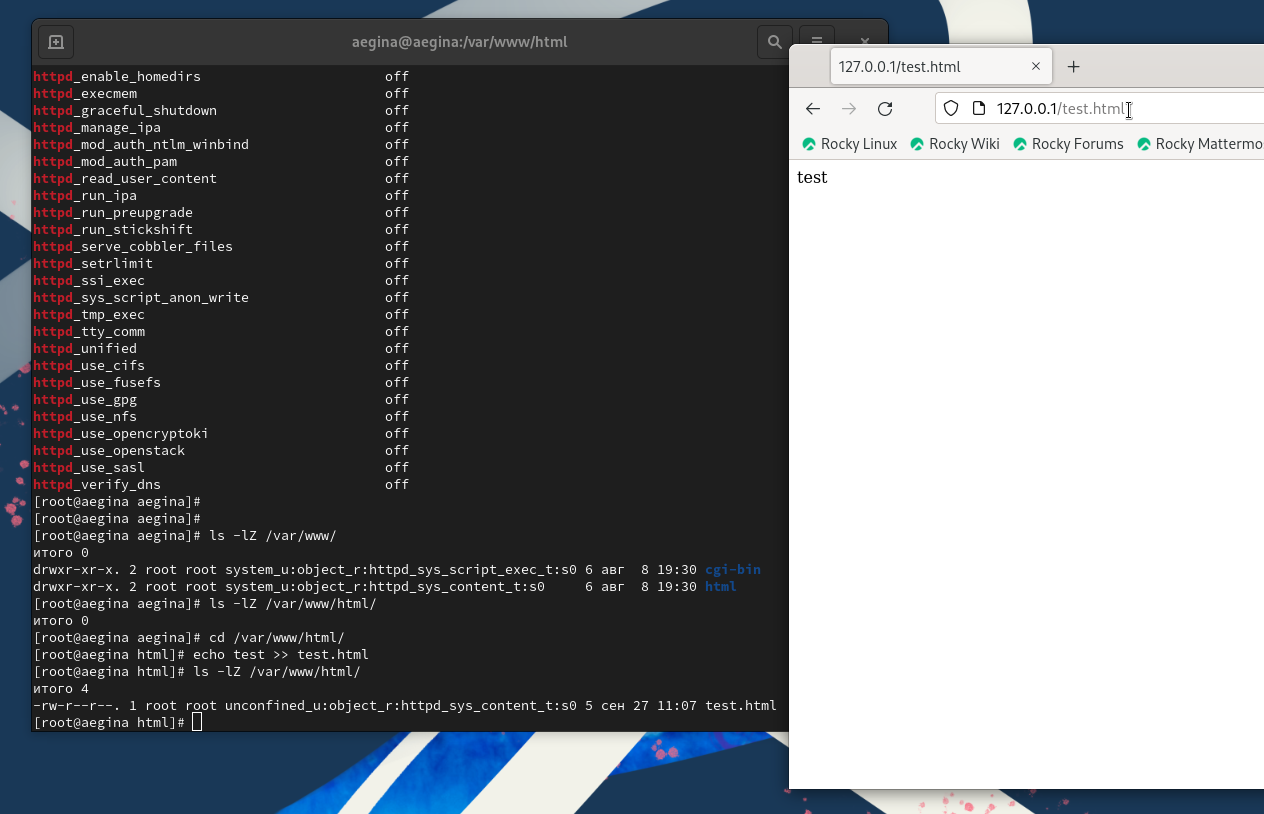 aegina@aegina:/var/www/html
httpd_enable_homedirs off
httpd_execmem off
httpd_graceful_shutdown off
httpd_manage_ipa off
httpd_mod_auth_ntlm_winbind off
httpd_mod_auth_pam off
httpd_read_user_content off
httpd_run_ipa off
httpd_run_preupgrade off
httpd_run_stickshift off
httpd_serve_cobbler_files off
httpd_setrlimit off
httpd_ssi_exec off
httpd_sys_script_anon_write off
httpd_tmp_exec off
httpd_tty_comm off
httpd_unified off
httpd_use_cifs off
httpd_use_fusefs off
httpd_use_gpg off
httpd_use_nfs off
httpd_use_opencryptoki off
httpd_use_openstack off
httpd_use_sasl off
httpd_verify_dns off
[root@aegina aegina]#
[root@aegina aegina]#
[root@aegina aegina]# ls -lZ /var/www/
итого 0
drwxr-xr-x. 2 root root system_u:object_r:httpd_sys_script_exec_t:s0 6 авг  8 19:30 cgi-bin
drwxr-xr-x. 2 root root system_u:object_r:httpd_sys_content_t:s0     6 авг  8 19:30 html
[root@aegina aegina]# ls -lZ /var/www/html/
итого 0
[root@aegina aegina]# cd /var/www/html/
[root@aegina html]# echo test >> test.html
[root@aegina html]# ls -lZ /var/www/html/
итого 4
-rw-r--r--. 1 root root unconfined_u:object_r:httpd_sys_content_t:s0 5 сен 27 11:07 test.html
[root@aegina html]#
127.0.0.1/test.html
127.0.0.1/test.html
Rocky Linux Rocky Wiki Rocky Forums Rocky Mattermo
test